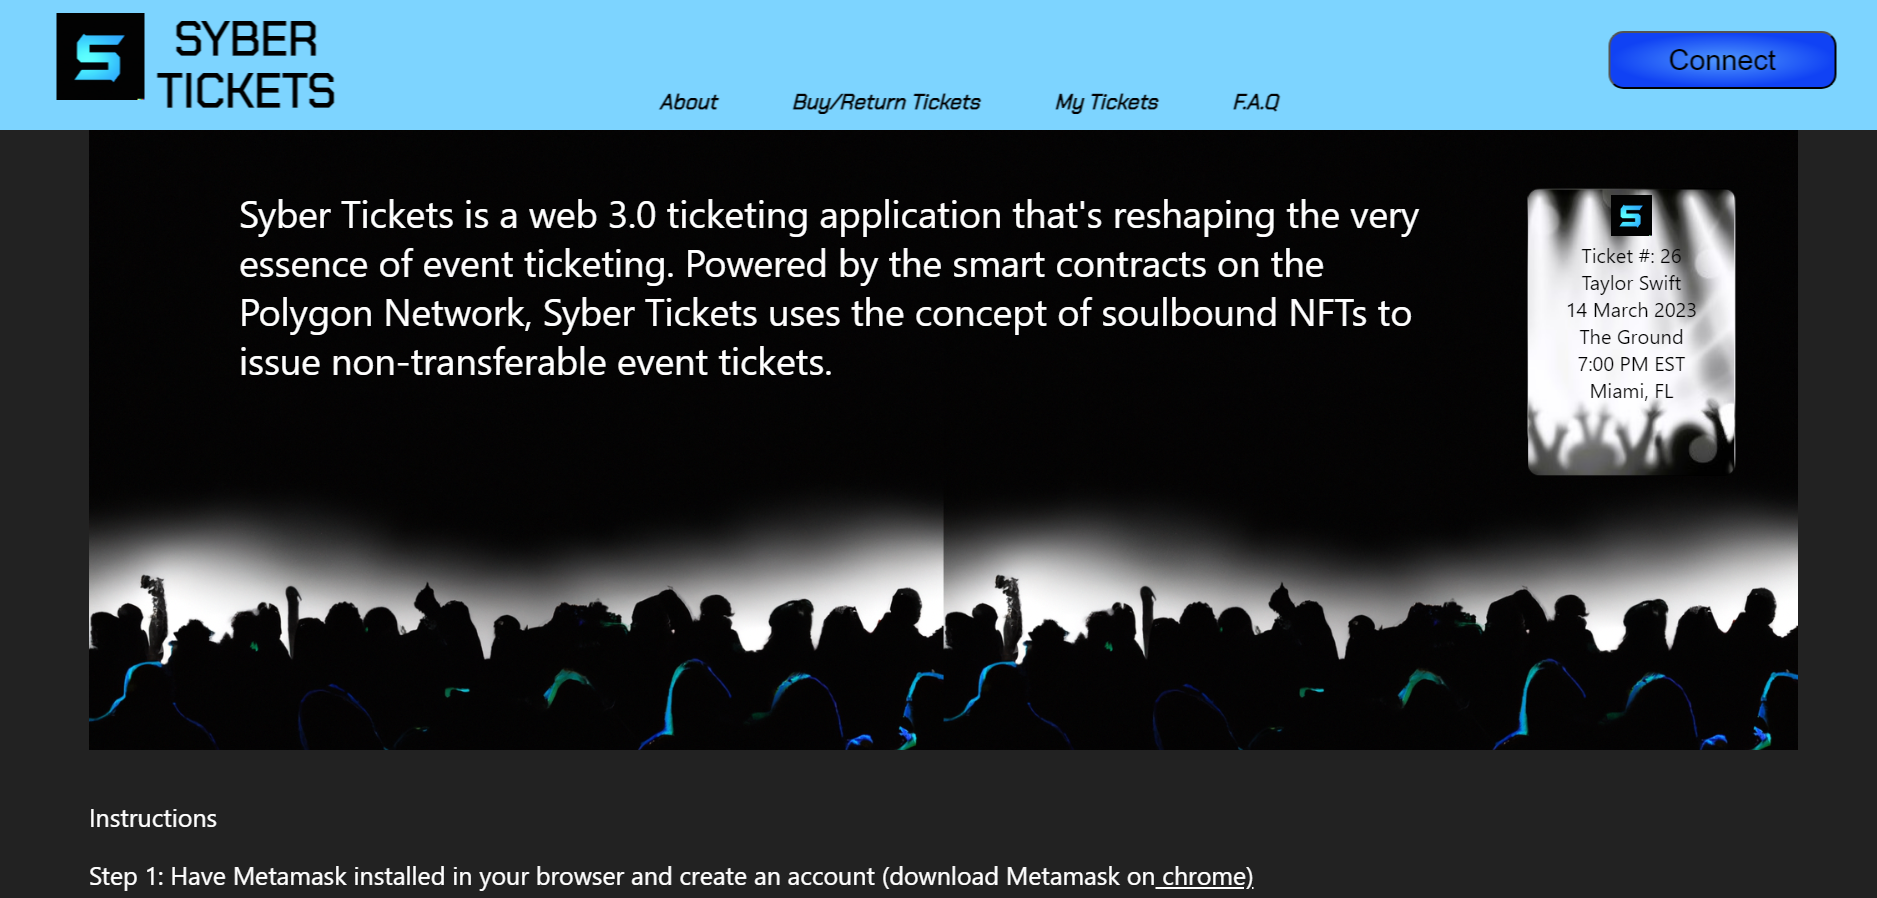 S
SYBER
TICKETS
About
Buy/Return Tickets
My Tickets
F.A.Q
Connect
Syber Tickets is a web 3.0 ticketing application that's reshaping the very
essence of event ticketing. Powered by the smart contracts on the
Polygon Network, Syber Tickets uses the concept of soulbound NFTs to
issue non-transferable event tickets.
S
Ticket #: 26
Taylor Swift
14 March 2023
The Ground
7:00 PM EST
Miami, FL
Instructions
Step 1: Have Metamask installed in your browser and create an account (download Metamask on chrome)